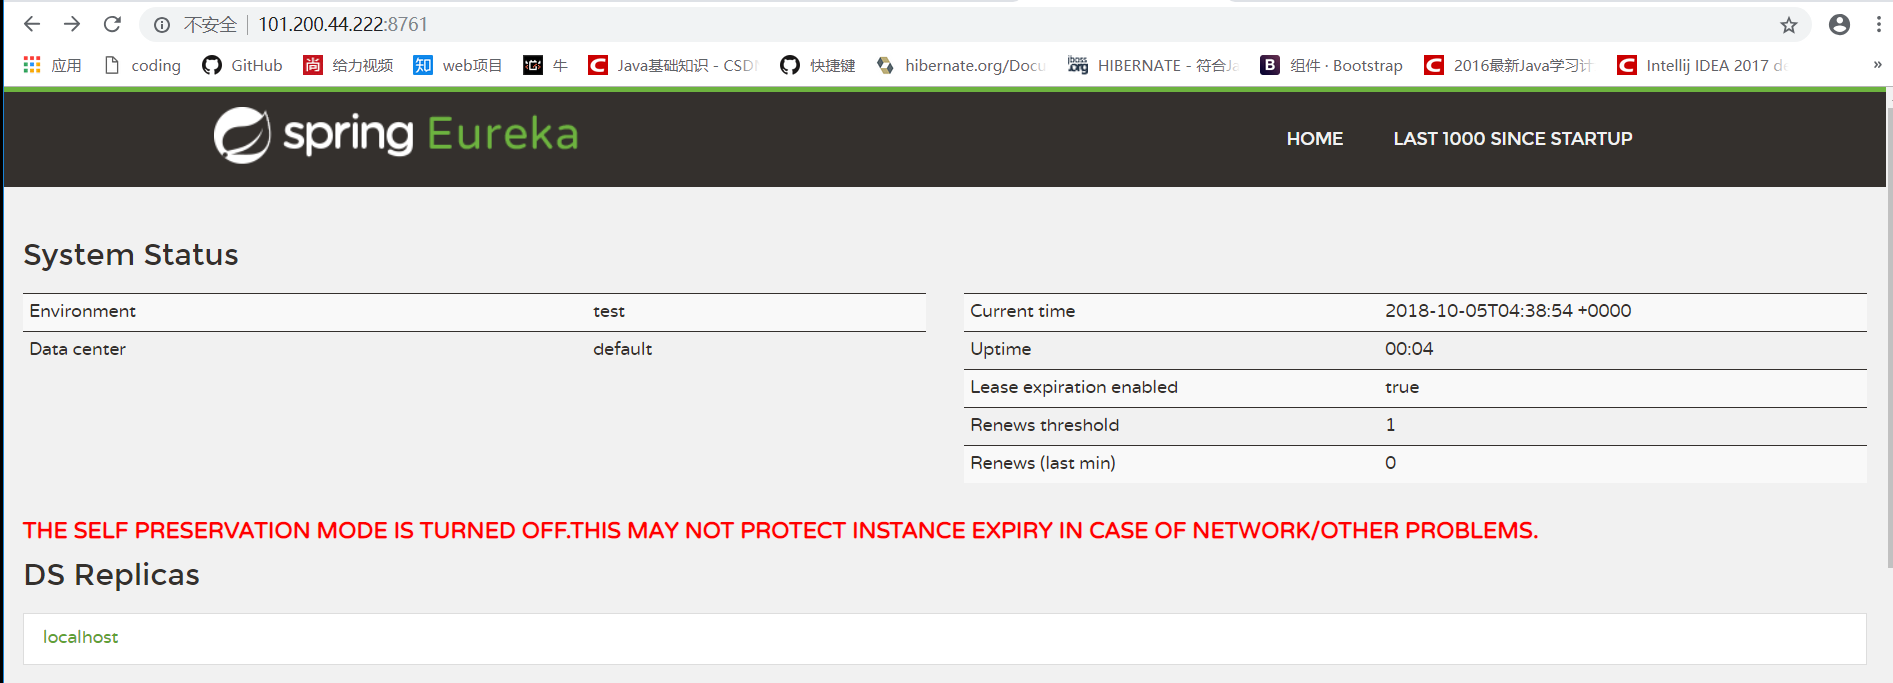 不安全 101.200.44.222:8761
应用 coding GitHub 给力视频 web项目 牛 Java基础知识 - CSD 快捷键 hibernate.org/Docu HIBERNATE - 符合Ja 组件 · Bootstrap 2016最新Java学习计 Intellij IDEA 2017 de »
spring Eureka HOME LAST 1000 SINCE STARTUP
System Status
Environment test
Data center default
Current time 2018-10-05T04:38:54 +0000
Uptime 00:04
Lease expiration enabled true
Renews threshold 1
Renews (last min) 0
THE SELF PRESERVATION MODE IS TURNED OFF.THIS MAY NOT PROTECT INSTANCE EXPIRY IN CASE OF NETWORK/OTHER PROBLEMS.
DS Replicas
localhost